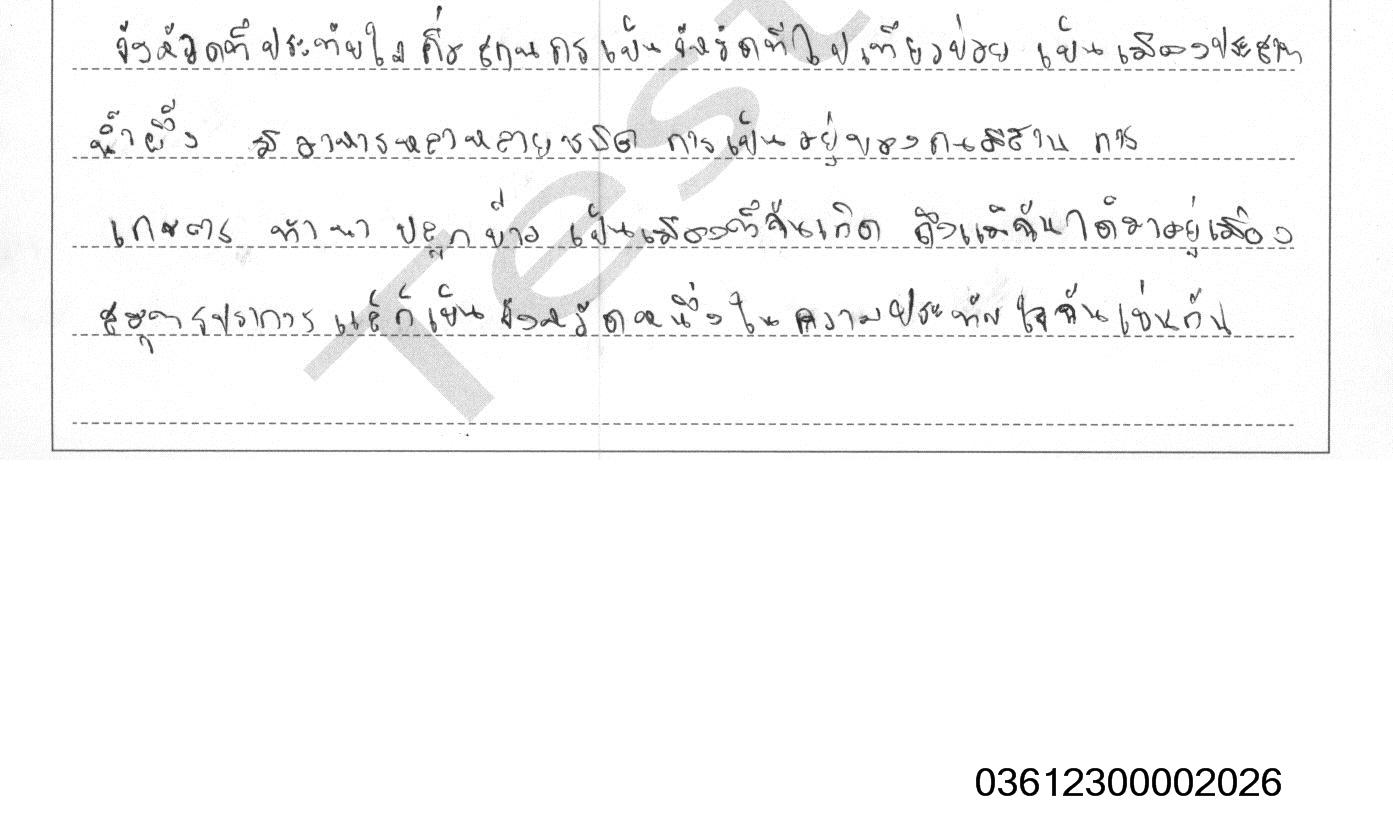 จังหวัดที่ประทับใจ คือ สกนคร เป็นจังหวัดที่ไปเที่ยวบ่อย เป็นเมืองประสาท
น้ำผึ้ง มีอาหารหลาหลายชนิด การเป็นอยู่ของคนอีสาน การ
เกษตร ทำนา ปลูกข้าว เป็นเมืองที่ฉันเกิด ถึงแม้ฉันได้มาอยู่เมือง
สมุทรปราการ แต่ก็เป็นจังหวัดหนึ่งในความประทับใจฉันเช่นกัน
Test
03612300002026